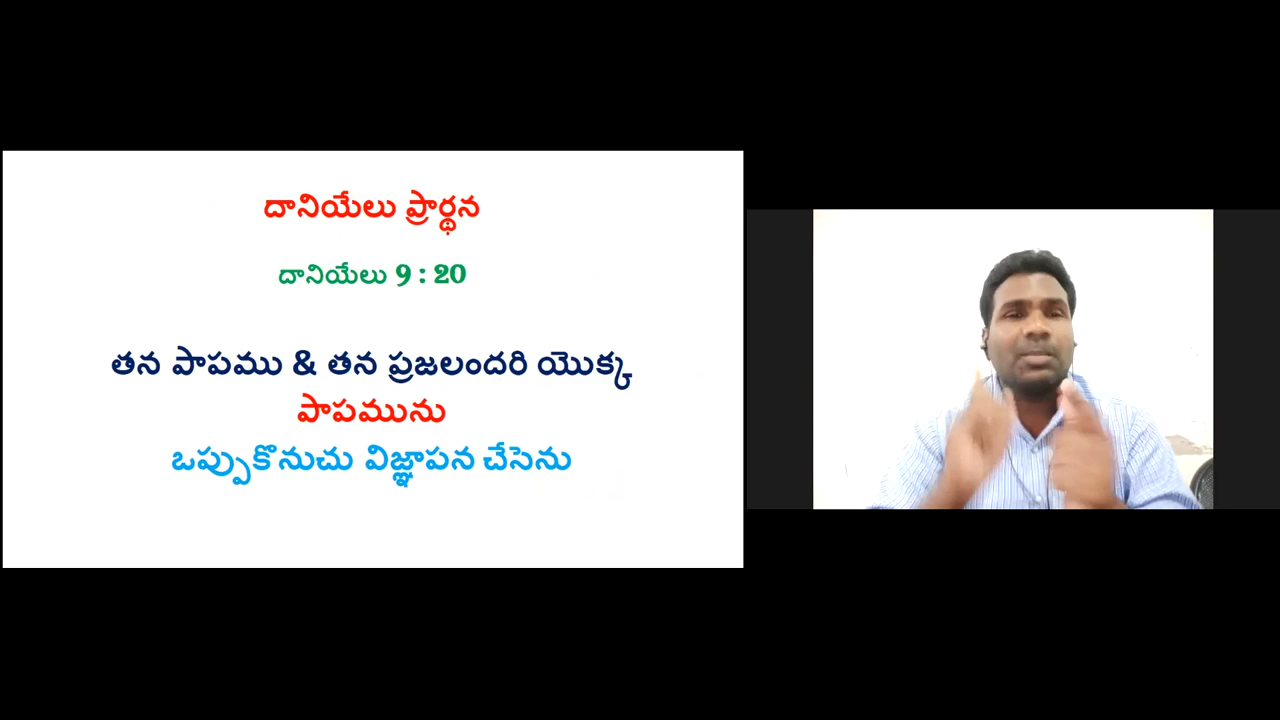 దానియేలు ప్రార్థన
దానియేలు 9 : 20
తన పాపము & తన ప్రజలందరి యొక్క
పాపమును
ఒప్పుకొనుచు విజ్ఞాపన చేసెను